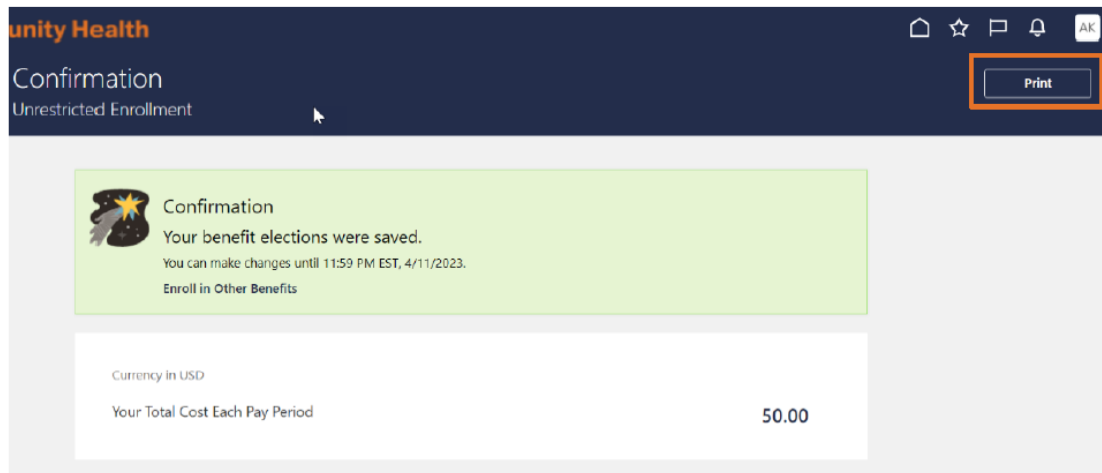 unity Health
AK
Confirmation
Print
Unrestricted Enrollment
Confirmation
Your benefit elections were saved.
You can make changes until 11:59 PM EST, 4/11/2023.
Enroll in Other Benefits
Currency in USD
Your Total Cost Each Pay Period 50.00